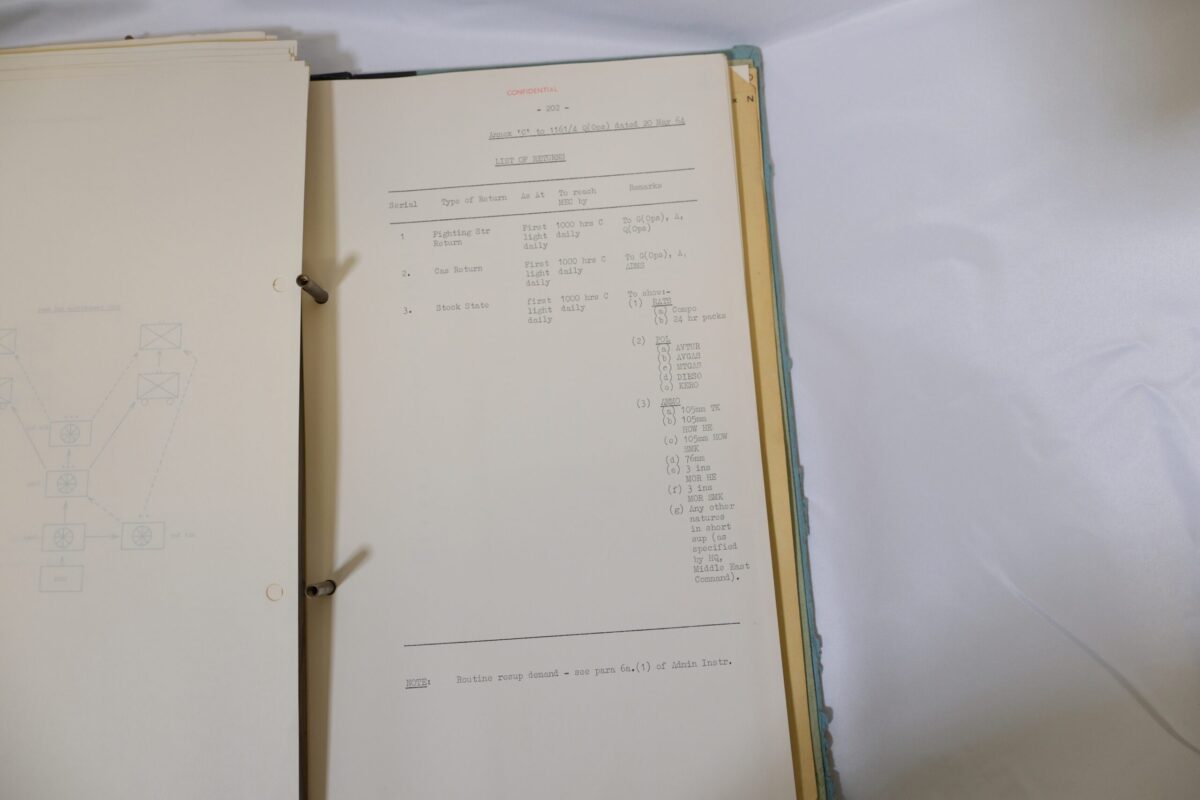 CONFIDENTIAL
- 202 -
Annex 'C' to 1161/4 Q(Ops) dated 20 May 64
LIST OF RETURNS
Serial Type of Return As At To reach MEC by Remarks
1 Fighting Str Return First light daily 1000 hrs C daily To G(Ops), A, Q(Ops)
2. Cas Return First light daily 1000 hrs C daily To G(Ops), A, ADMS
3. Stock State first light daily 1000 hrs C daily To show:-
(1) RATS
(a) Compo
(b) 24 hr packs
(2) POL
(a) AVTUR
(b) AVGAS
(c) MTGAS
(d) DIESO
(e) KERO
(3) AMMO
(a) 105mm TK
(b) 105mm
HOW HE
(c) 105mm HOW
SMK
(d) 76mm
(e) 3 ins
MOR HE
(f) 3 ins
MOR SMK
(g) Any other
natures
in short
sup (as
specified
by HQ,
Middle East
Command).
NOTE: Routine resup demand - see para 6a.(1) of Admin Instr.